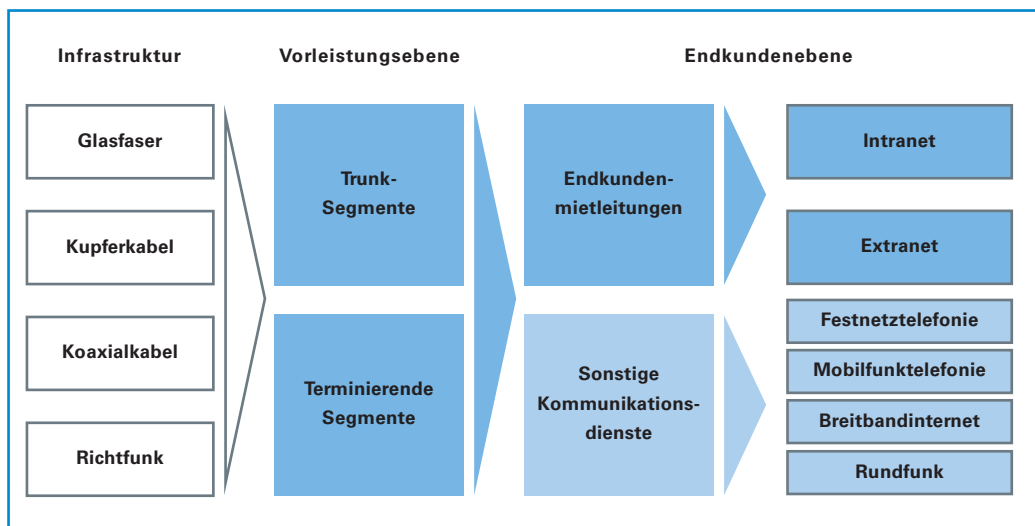 Infrastruktur
Vorleistungsebene
Endkundenebene
Glasfaser
Kupferkabel
Koaxialkabel
Richtfunk
Trunk-
Segmente
Terminierende
Segmente
Endkunden-
mietleitungen
Sonstige
Kommunikations-
dienste
Intranet
Extranet
Festnetztelefonie
Mobilfunktelefonie
Breitbandinternet
Rundfunk